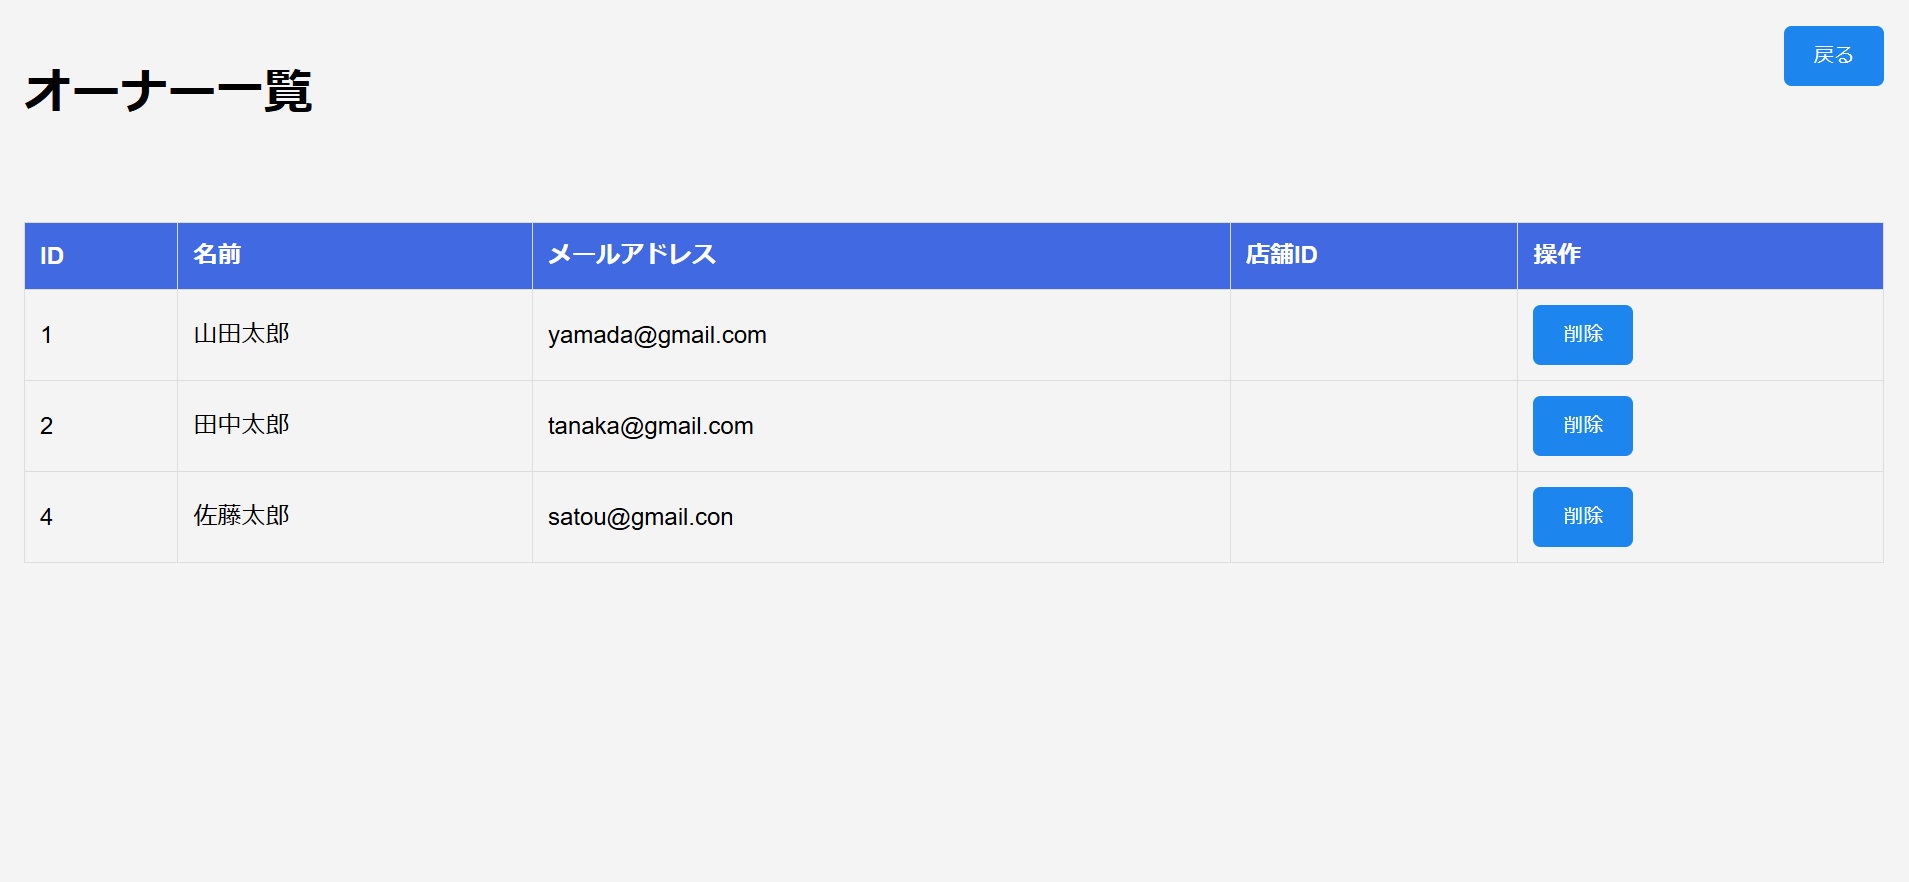 戻る
オーナー一覧
ID 名前 メールアドレス 店舗ID 操作
1 山田太郎 yamada@gmail.com 削除
2 田中太郎 tanaka@gmail.com 削除
4 佐藤太郎 satou@gmail.con 削除